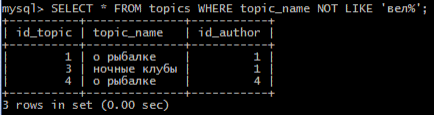 mysql> SELECT * FROM topics WHERE topic_name NOT LIKE 'вел%';
+----------+--------------+-----------+
| id_topic | topic_name | id_author |
+----------+--------------+-----------+
| 1 | о рыбалке | 1 |
| 3 | ночные клубы | 1 |
| 4 | о рыбалке | 4 |
+----------+--------------+-----------+
3 rows in set (0.00 sec)